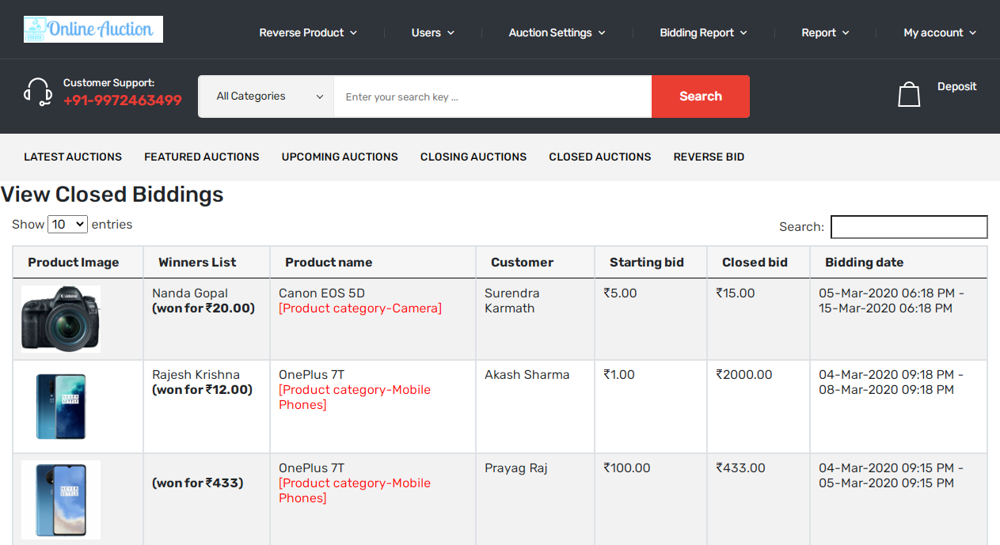 Online Auction
Reverse Product Users Auction Settings Bidding Report Report My account
Customer Support:
+91-9972463499
All Categories Enter your search key ... Search
Deposit
LATEST AUCTIONS FEATURED AUCTIONS UPCOMING AUCTIONS CLOSING AUCTIONS CLOSED AUCTIONS REVERSE BID
View Closed Biddings
Show 10 entries
Search:
Product Image Winners List Product name Customer Starting bid Closed bid Bidding date
Canon
Nanda Gopal Canon EOS 5D Surendra ₹5.00 ₹15.00 05-Mar-2020 06:18 PM -
(won for ₹20.00) [Product category-Camera] Karmath 15-Mar-2020 06:18 PM
Rajesh Krishna OnePlus 7T Akash Sharma ₹1.00 ₹2000.00 04-Mar-2020 09:18 PM -
(won for ₹12.00) [Product category-Mobile 08-Mar-2020 09:18 PM
Phones]
NEVER
SETTLE
OnePlus 7T Prayag Raj ₹100.00 ₹433.00 04-Mar-2020 09:15 PM -
(won for ₹433) [Product category-Mobile 05-Mar-2020 09:15 PM
Phones]
NEVER
SETTLE